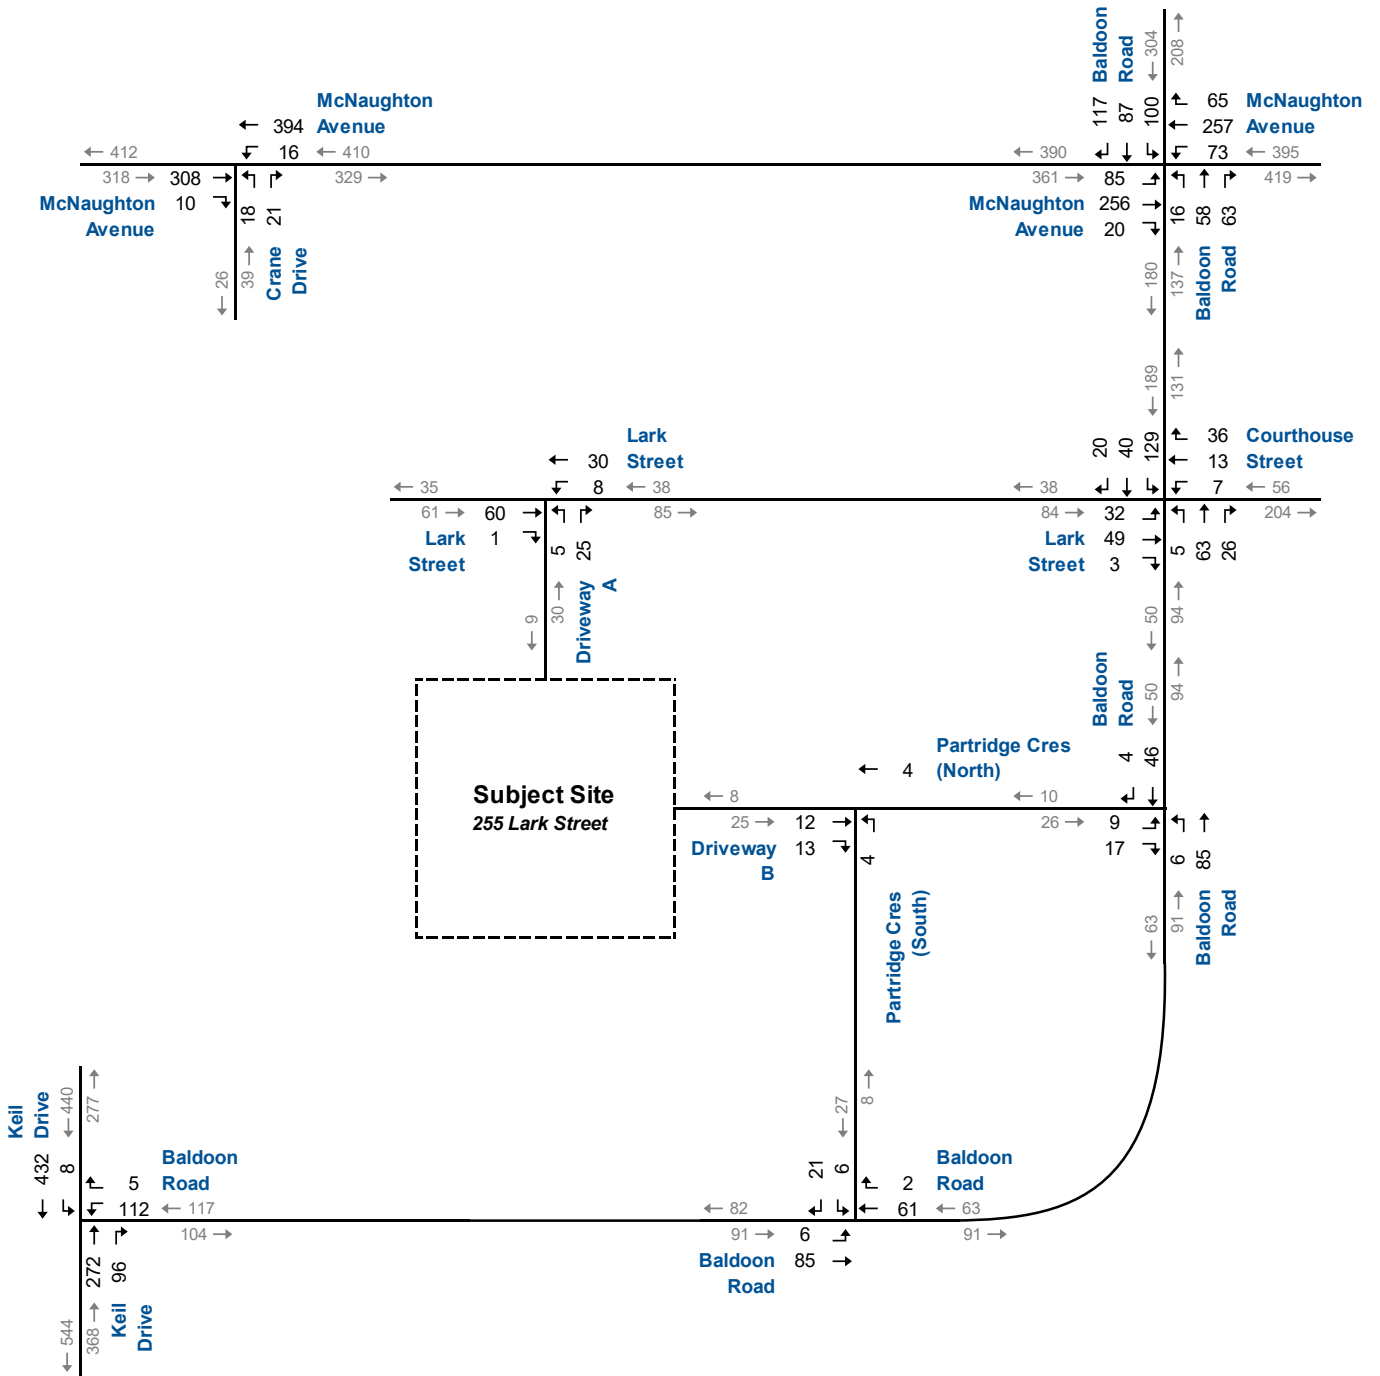 Baldoon
Road
← 304
208 →
117
87
100
65
McNaughton
257
Avenue
73
← 395
McNaughton
Avenue
394
16
← 410
← 412
318 →
308
10
McNaughton
Avenue
18
21
329 →
← 26
39 →
Crane
Drive
← 390
361 →
85
McNaughton
256
Avenue
20
16
58
63
419 →
← 180
137 →
Baldoon
Road
← 189
131 →
20
40
129
36
Courthouse
13
Street
7
← 56
Lark
Street
30
8
← 38
← 35
61 →
60
Lark
1
Street
5
25
85 →
← 9
30 →
Driveway
A
← 38
84 →
32
Lark
49
Street
3
5
63
26
204 →
← 50
94 →
Baldoon
Road
← 50
94 →
4
46
Partridge Cres
(North)
4
Subject Site
255 Lark Street
← 8
25 →
12
Driveway
13
B
4
← 10
26 →
9
17
6
85
← 63
91 →
Baldoon
Road
Partridge Cres
(South)
← 27
8 →
Keil
Drive
← 440
277 →
432
8
5
Baldoon
Road
112
← 117
104 →
272
96
← 544
368 →
Keil
Drive
21
6
2
Baldoon
Road
61
← 63
91 →
← 82
91 →
6
Baldoon
85
Road